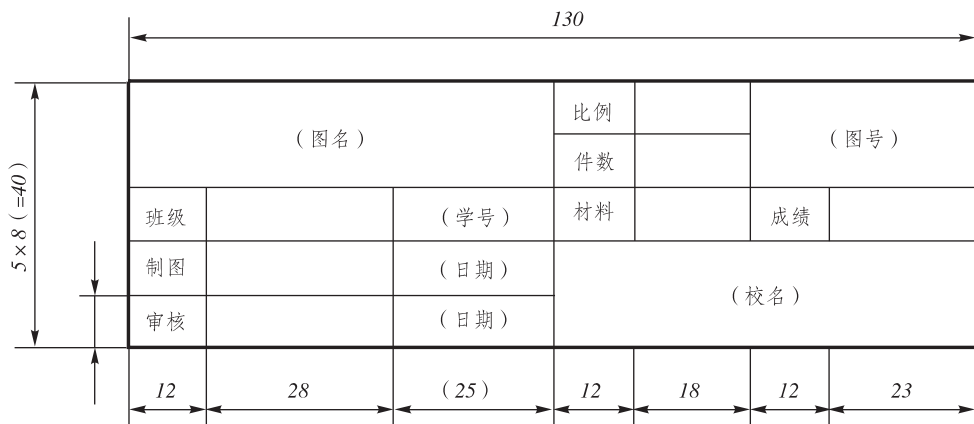 130
比例
(图名) (图号)
件数
5×8(=40)
班级 (学号) 材料 成绩
制图 (日期)
(校名)
审核 (日期)
12 28 (25) 12 18 12 23